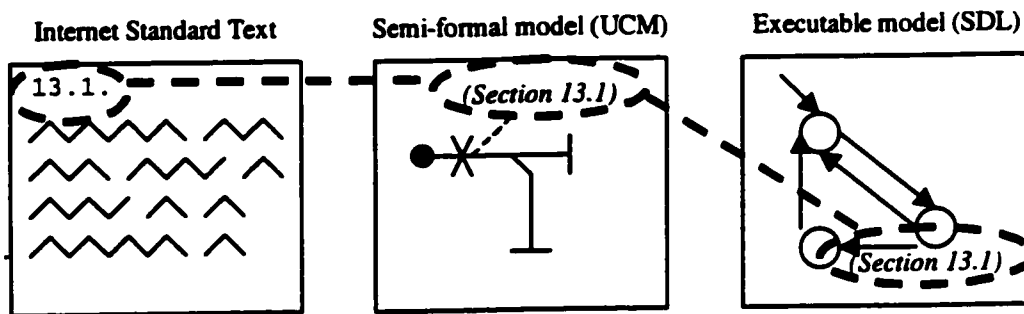 Internet Standard Text
Semi-formal model (UCM)
Executable model (SDL)
13.1.
(Section 13.1)
(Section 13.1)